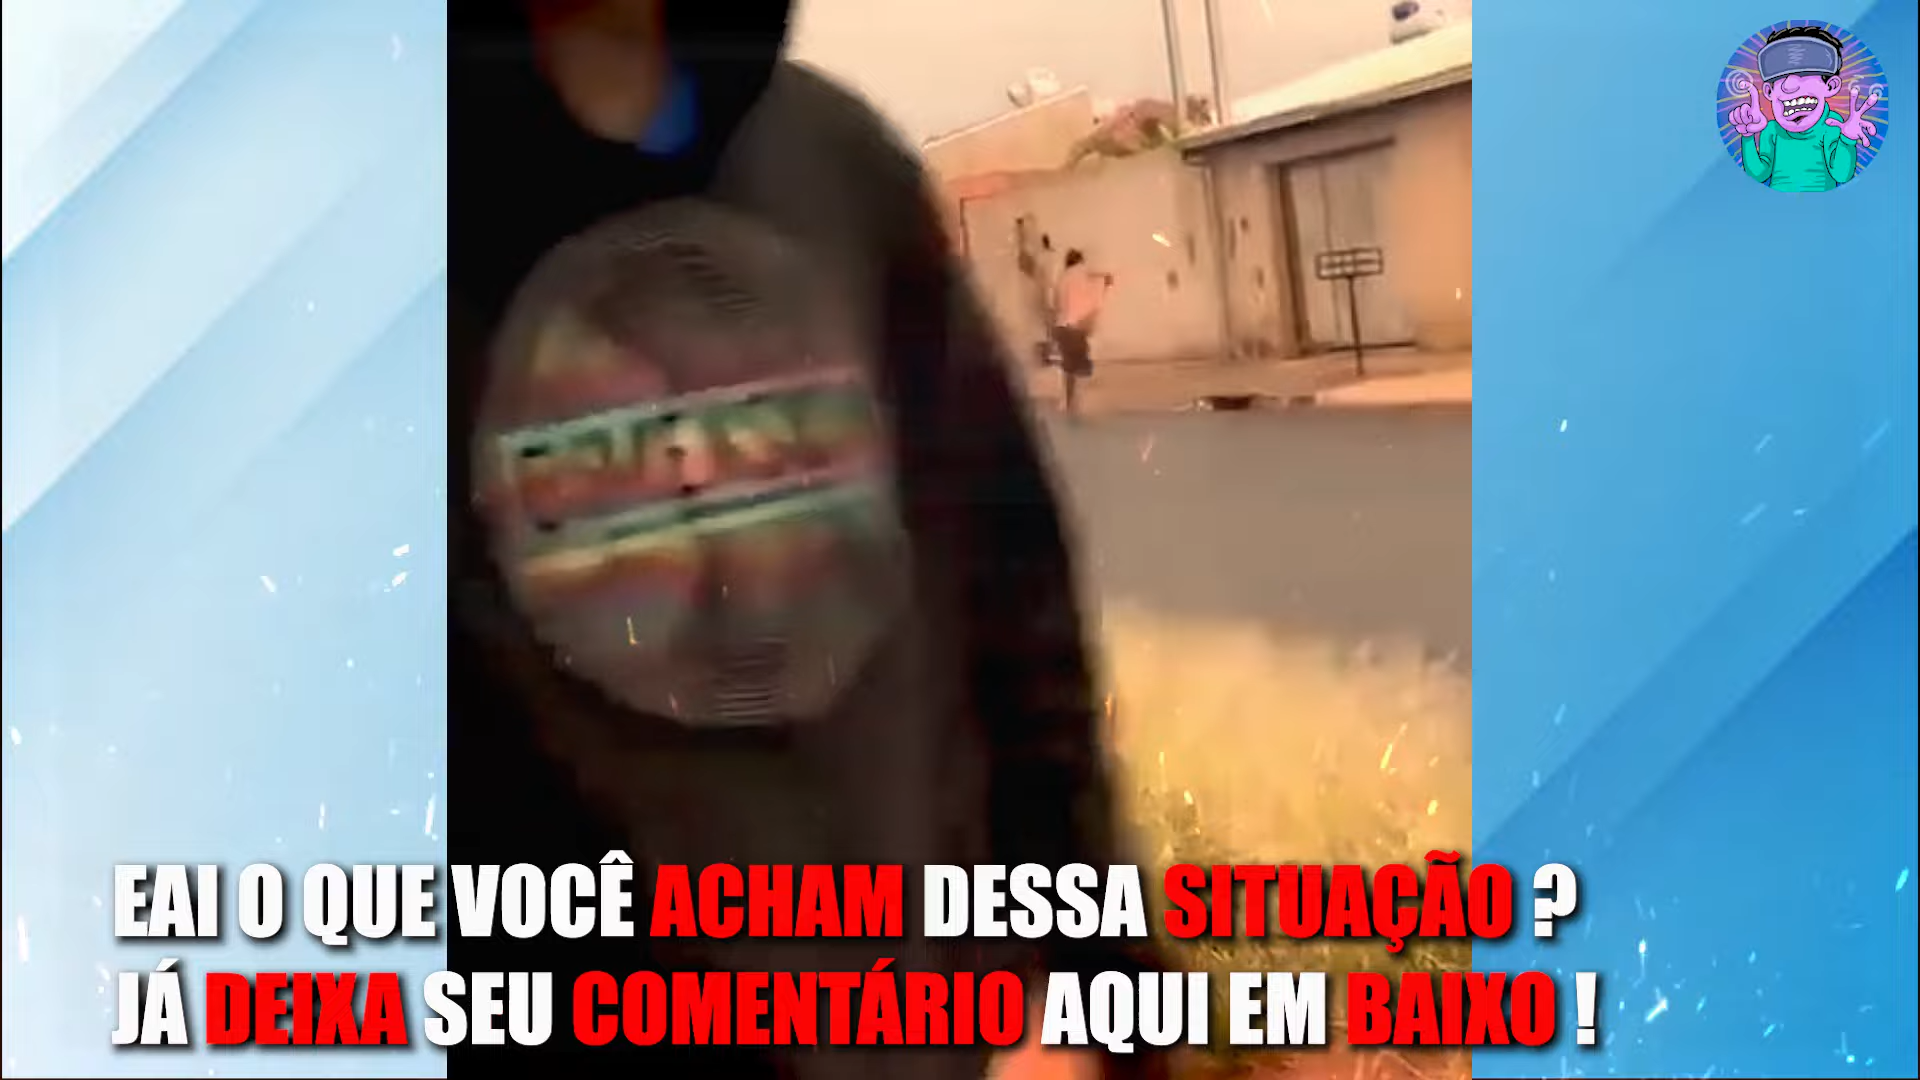 EAI O QUE VOCÊ ACHAM DESSA SITUAÇÃO ?
JÁ DEIXA SEU COMENTÁRIO AQUI EM BAIXO !